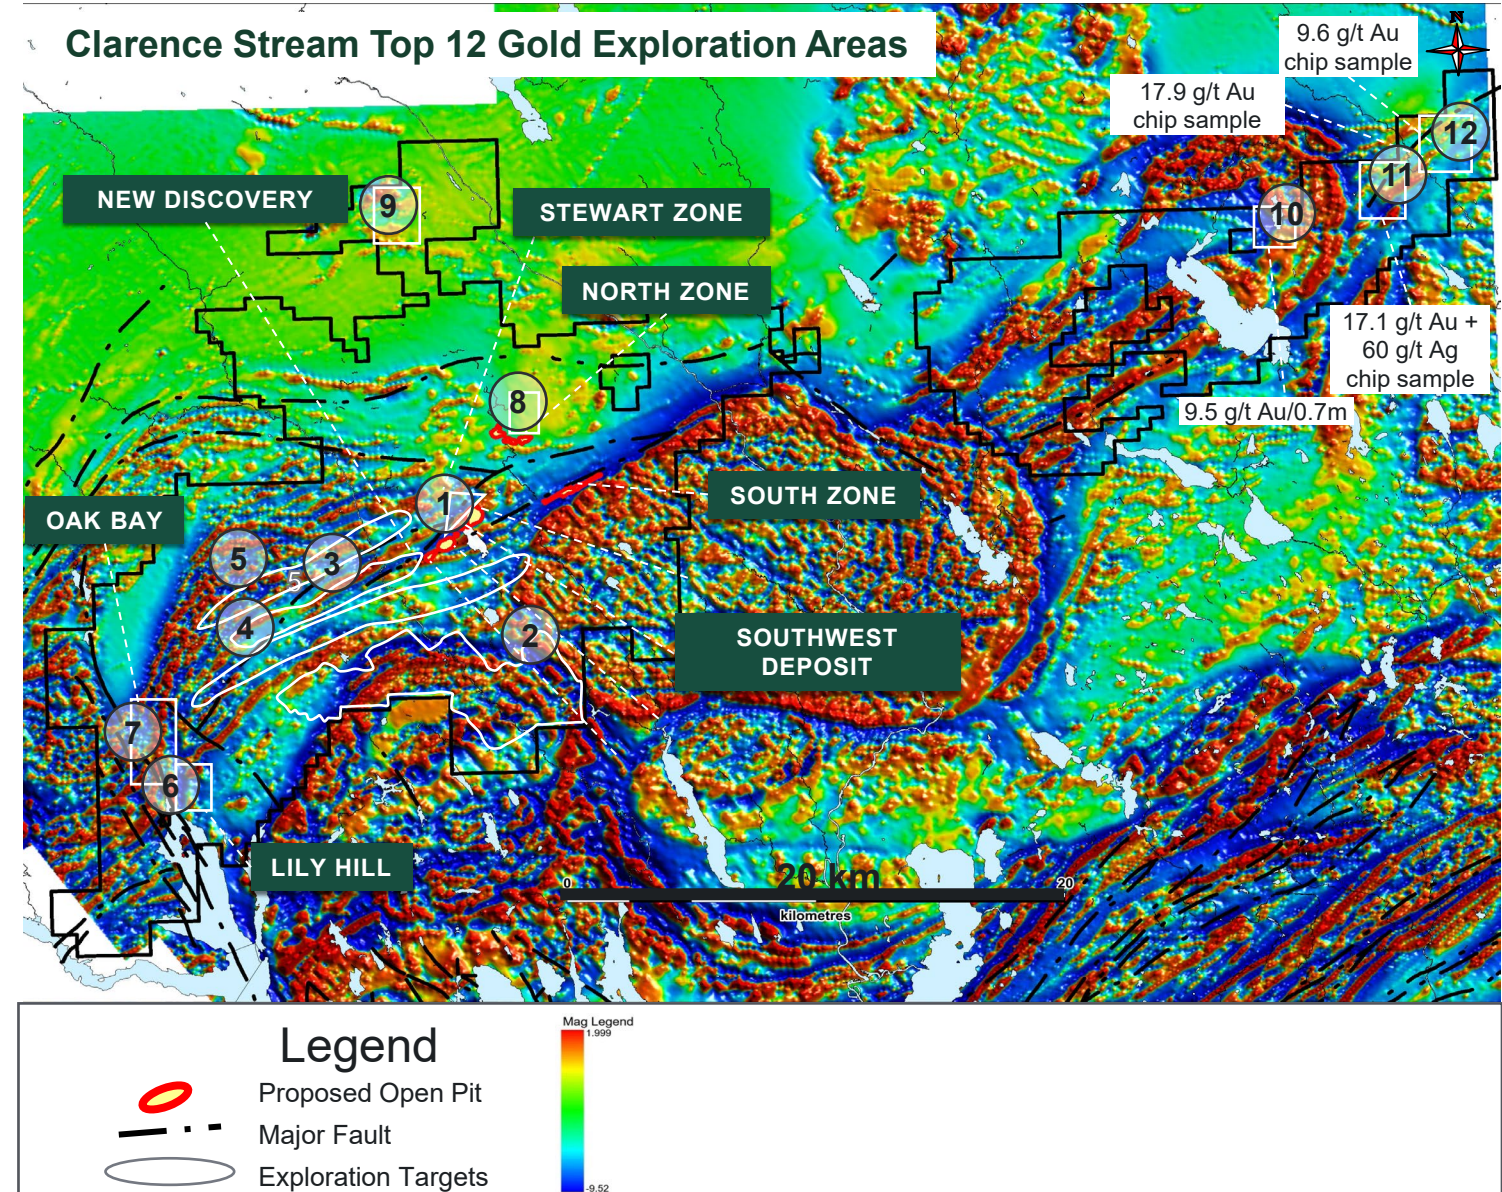 Clarence Stream Top 12 Gold Exploration Areas
9.6 g/t Au
chip sample
N
17.9 g/t Au
chip sample
12
11
10
NEW DISCOVERY
9
STEWART ZONE
NORTH ZONE
17.1 g/t Au +
60 g/t Ag
chip sample
8
9.5 g/t Au/0.7m
SOUTH ZONE
1
OAK BAY
5
3
5
4
2
SOUTHWEST
DEPOSIT
7
6
LILY HILL
20 km
0
20
kilometres
Legend
Proposed Open Pit
Major Fault
Exploration Targets
Mag Legend
1.999
-9.52